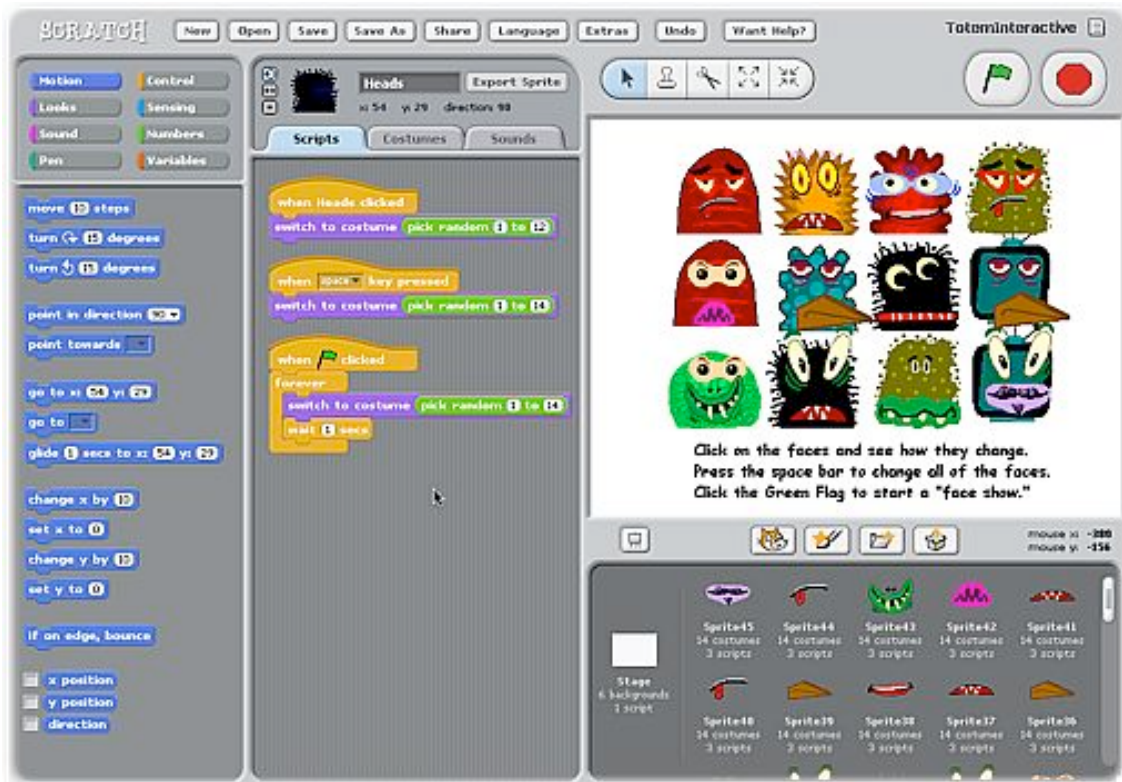 SCRATCH New Open Save Save As Share Language Extras Undo Want Help? TotemInteractive
Motion Control
Looks Sensing
Sound Numbers
Pen Variables
Heads Export Sprite
x: 54 y: 29 direction: 90
Scripts Costumes Sounds
move 10 steps
turn 15 degrees
turn 15 degrees
point in direction 90
point towards
go to x: 54 y: 29
go to
glide 1 secs to x: 54 y: 29
change x by 10
set x to 0
change y by 10
set y to 0
if on edge, bounce
x position
y position
direction
when Heads clicked
switch to costume pick random 1 to 12
when space key pressed
switch to costume pick random 1 to 14
when clicked
forever
switch to costume pick random 1 to 14
wait 1 secs
Click on the faces and see how they change.
Press the space bar to change all of the faces.
Click the Green Flag to start a "face show."
mouse x: -380
mouse y: -156
Stage
6 backgrounds
1 script
Sprite45 Sprite44 Sprite43 Sprite42 Sprite41
14 costumes 14 costumes 14 costumes 14 costumes 14 costumes
3 scripts 3 scripts 3 scripts 3 scripts 3 scripts
Sprite40 Sprite39 Sprite38 Sprite37 Sprite36
14 costumes 14 costumes 14 costumes 14 costumes 14 costumes
3 scripts 3 scripts 3 scripts 3 scripts 3 scripts